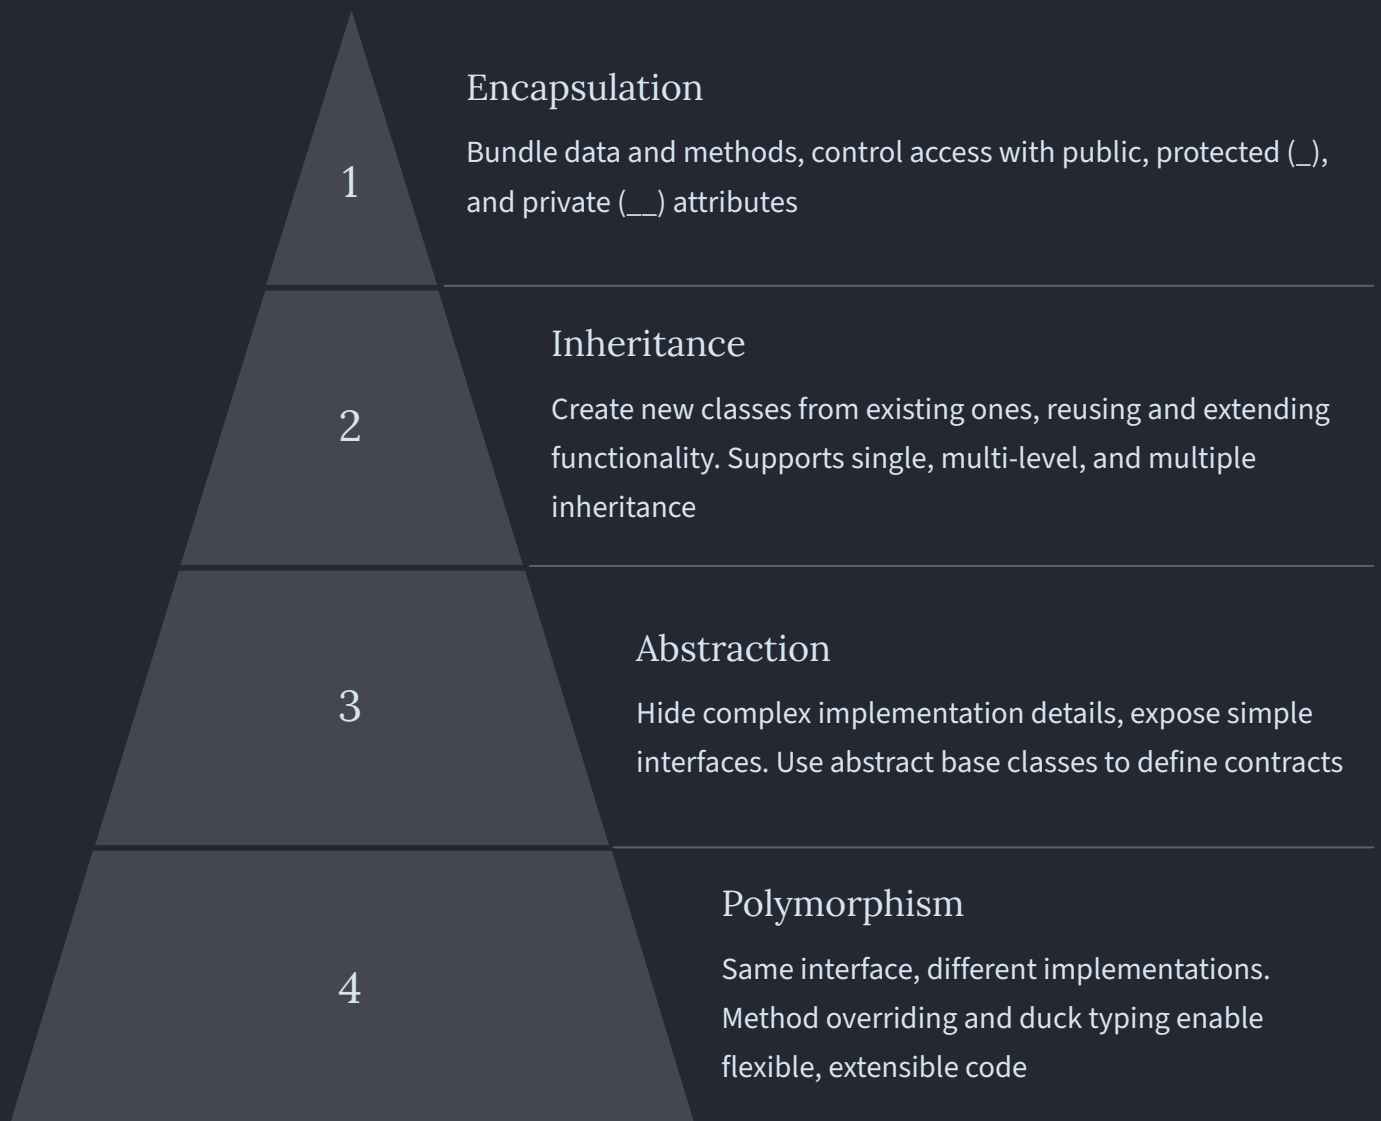 Encapsulation
Bundle data and methods, control access with public, protected (_),
and private (__) attributes
1
Inheritance
Create new classes from existing ones, reusing and extending
functionality. Supports single, multi-level, and multiple
inheritance
2
Abstraction
Hide complex implementation details, expose simple
interfaces. Use abstract base classes to define contracts
3
Polymorphism
Same interface, different implementations.
Method overriding and duck typing enable
flexible, extensible code
4